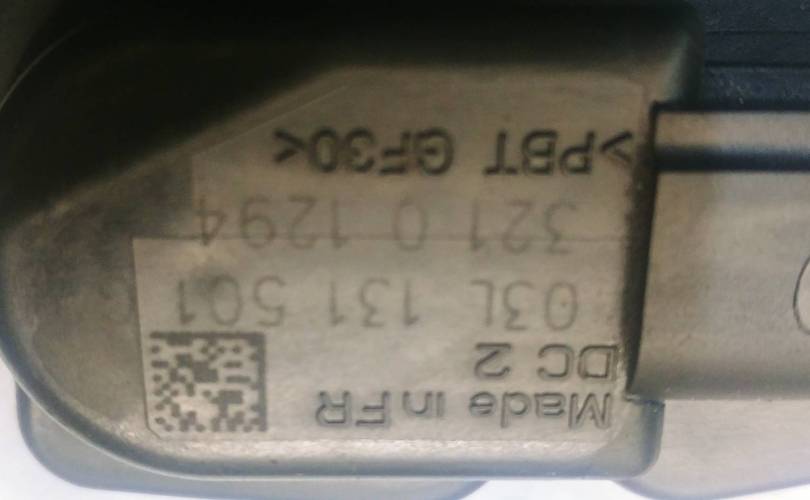 Made in FR
DC 2
03L 131 501 G
321 0 1294
>PBT GF30<